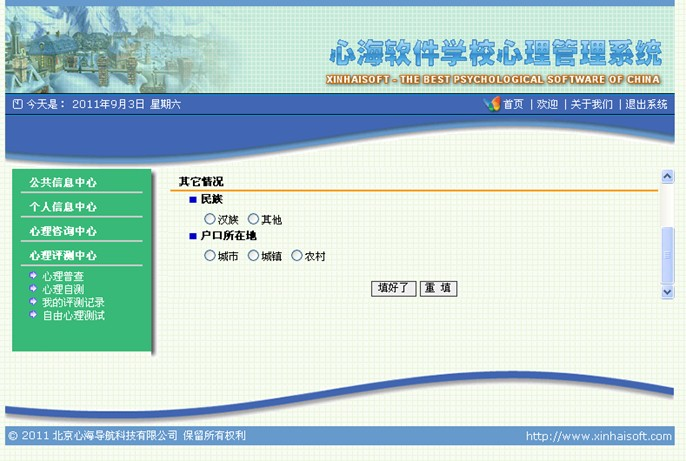 心海软件学校心理管理系统
XINHAISOFT - THE BEST PSYCHOLOGICAL SOFTWARE OF CHINA
今天是： 2011年9月3日 星期六
首页 | 欢迎 | 关于我们 | 退出系统
公共信息中心
个人信息中心
心理咨询中心
心理评测中心
心理普查
心理自测
我的评测记录
自由心理测试
其它情况
民族
汉族 其他
户口所在地
城市 城镇 农村
填好了 重 填
© 2011 北京心海导航科技有限公司 保留所有权利
http://www.xinhaisoft.com